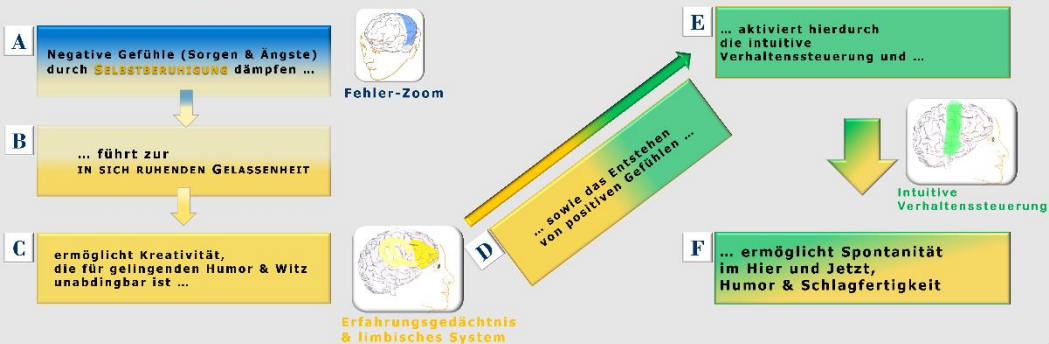 A
Negative Gefühle (Sorgen & Ängste)
durch SELBSTBERUHIGUNG dämpfen ...
Fehler-Zoom
B
... führt zur
IN SICH RUHENDEN GELASSENHEIT
C
ermöglicht Kreativität,
die für gelingenden Humor & Witz
unabdingbar ist ...
Erfahrungsgedächtnis
& limbisches System
D
... sowie das Entstehen
von positiven Gefühlen ...
E
... aktiviert hierdurch
die intuitive
Verhaltenssteuerung und ...
Intuitive
Verhaltenssteuerung
F
... ermöglicht Spontanität
im Hier und Jetzt,
Humor & Schlagfertigkeit